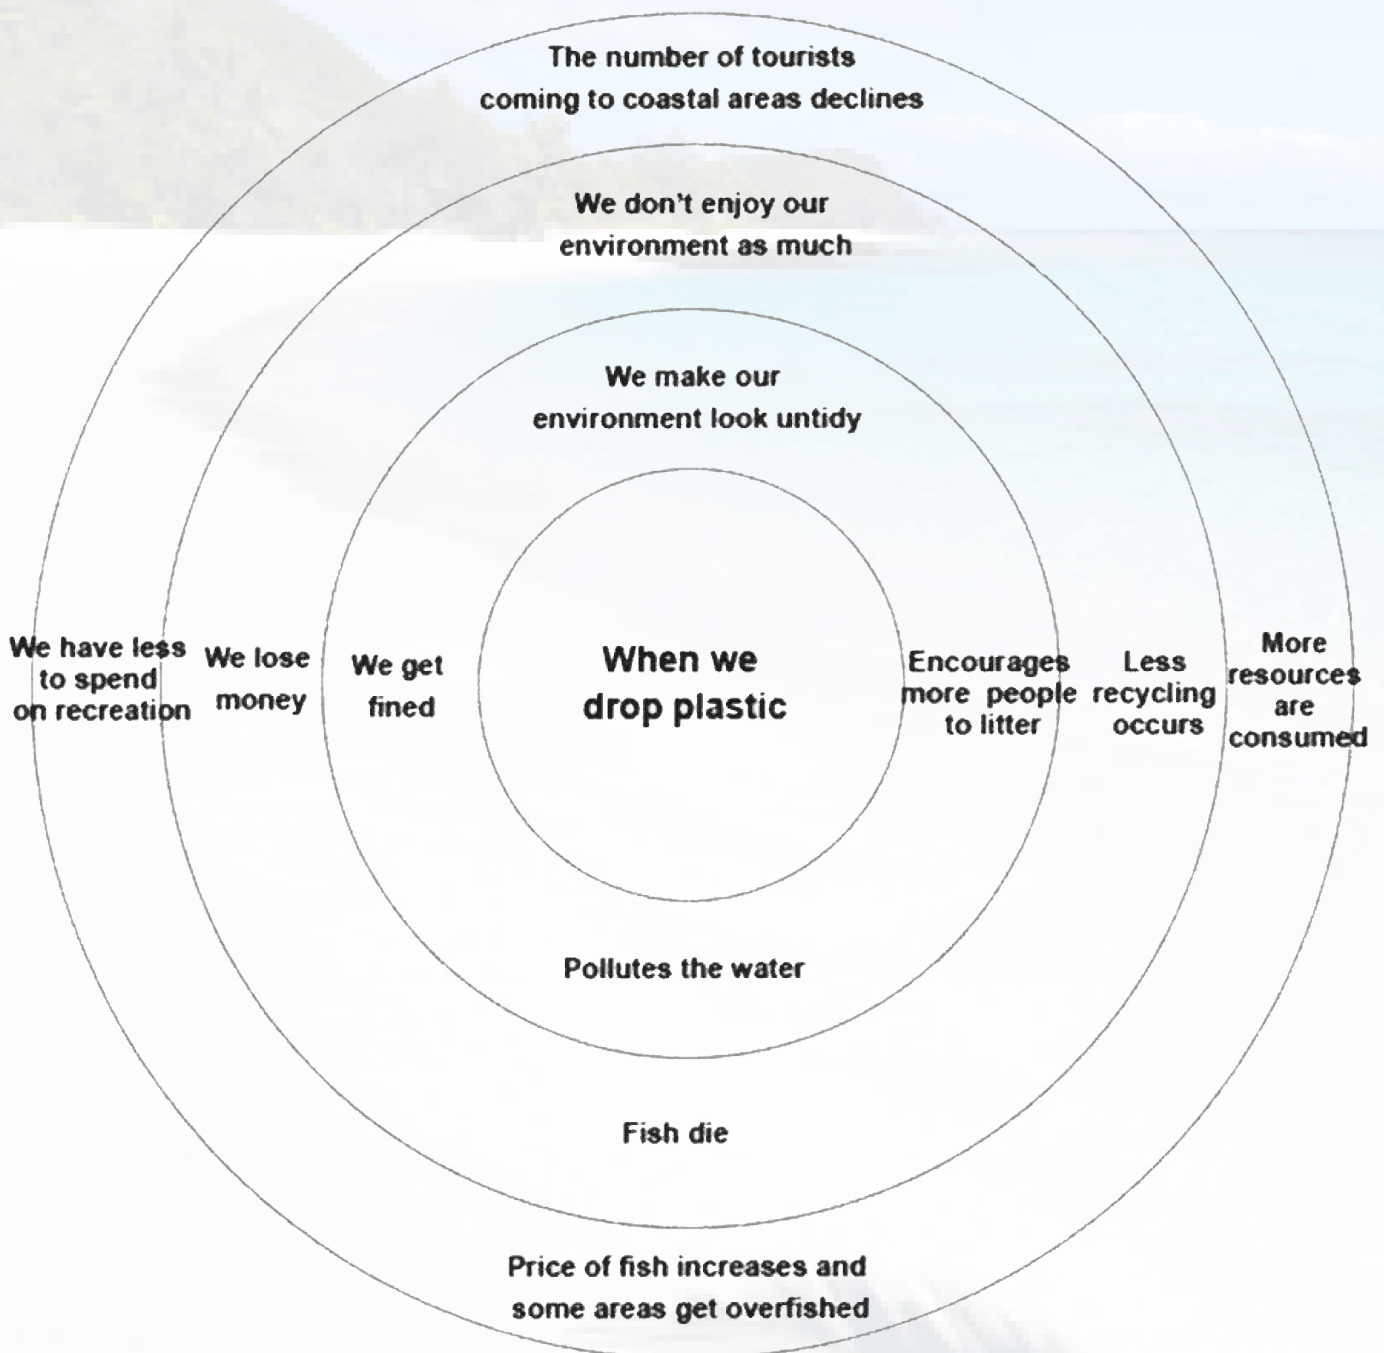 The number of tourists
coming to coastal areas declines
We don't enjoy our
environment as much
We make our
environment look untidy
We have less
to spend
on recreation
We lose
money
We get
fined
When we
drop plastic
Encourages
more people
to litter
Less
recycling
occurs
More
resources
are
consumed
Pollutes the water
Fish die
Price of fish increases and
some areas get overfished